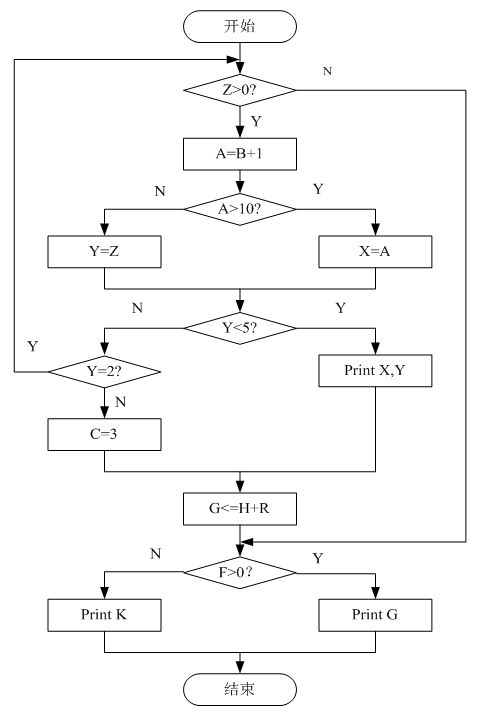 开始
Z>0?
N
Y
A=B+1
N
A>10?
Y
Y=Z
X=A
N
Y<5?
Y
Y
Y=2?
Print X,Y
N
C=3
G<=H+R
N
F>0?
Y
Print K
Print G
结束